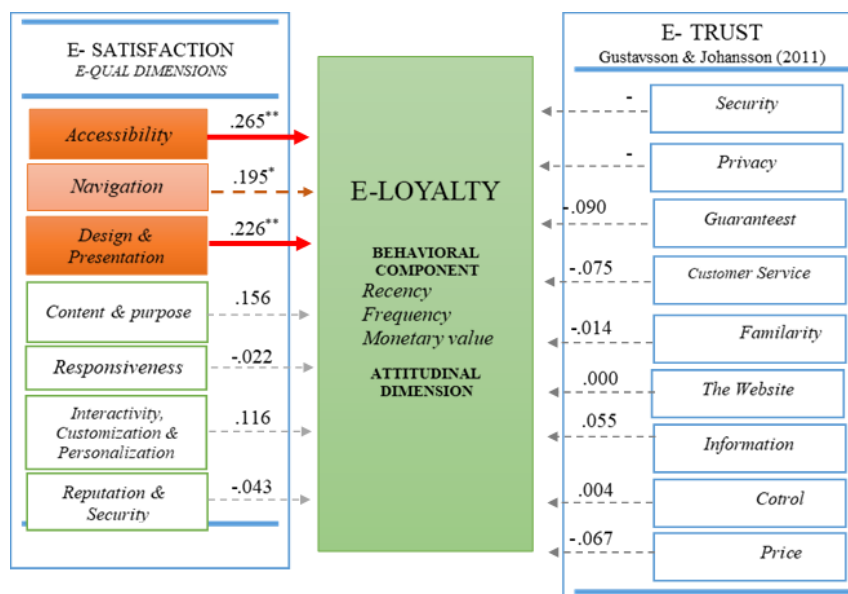 E- SATISFACTION
E-QUAL DIMENSIONS
Accessibility
.265**
Navigation
.195*
Design &
Presentation
.226**
Content & purpose
.156
Responsiveness
-.022
Interactivity,
Customization &
Personalization
.116
Reputation &
Security
-.043
E-LOYALTY
BEHAVIORAL
COMPONENT
Recency
Frequency
Monetary value
ATTITUDINAL
DIMENSION
E- TRUST
Gustavsson & Johansson (2011)
-
Security
-
Privacy
-.090
Guaranteest
-.075
Customer Service
-.014
Familarity
.000
The Website
.055
Information
.004
Cotrol
-.067
Price